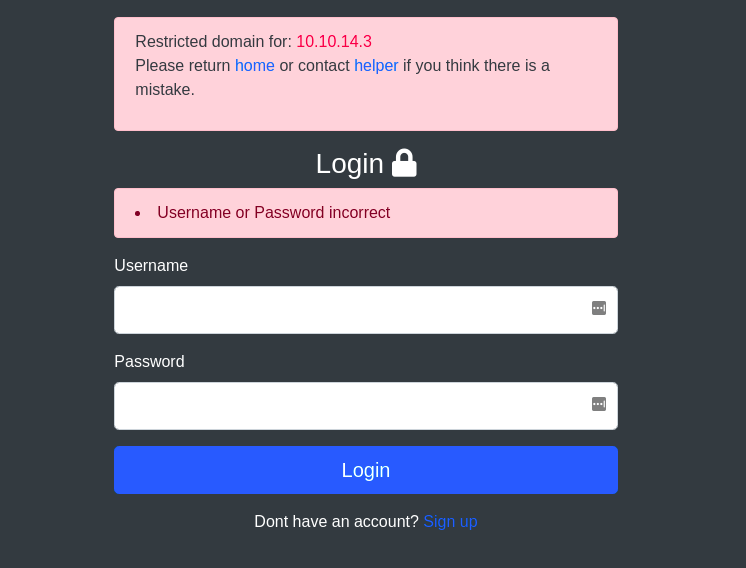 Restricted domain for: 10.10.14.3
Please return home or contact helper if you think there is a
mistake.
Login
Username or Password incorrect
Username
Password
Login
Dont have an account? Sign up